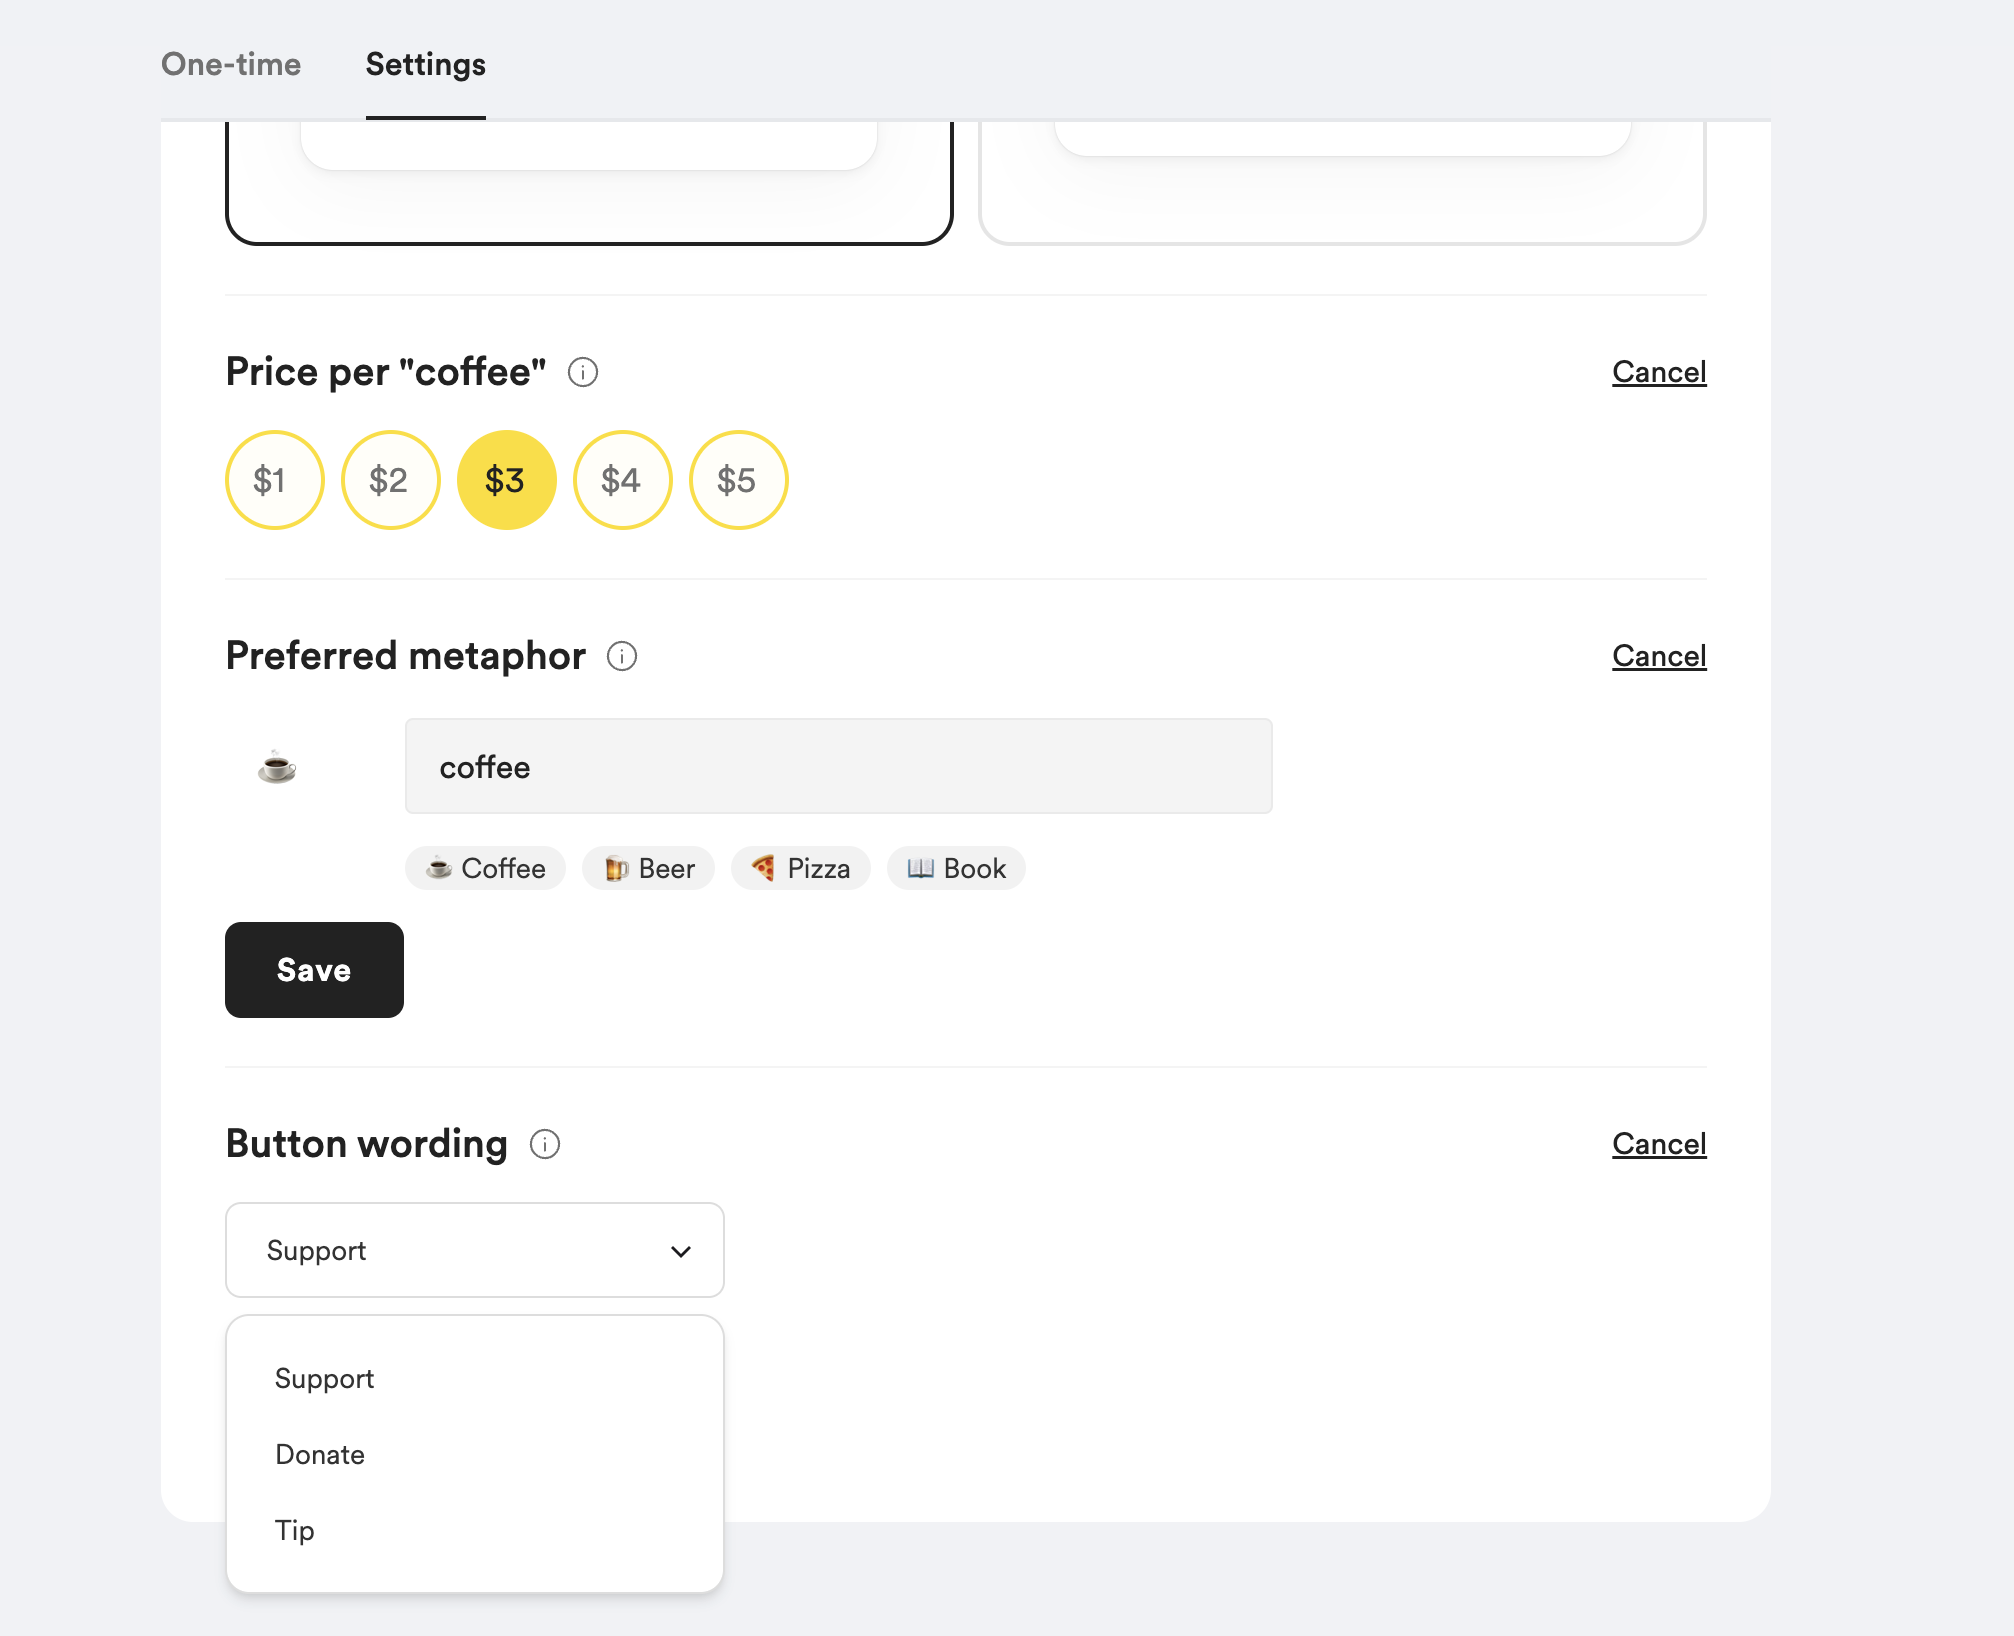 One-time Settings
Price per "coffee" Cancel
$1 $2 $3 $4 $5
Preferred metaphor Cancel
coffee
Coffee Beer Pizza Book
Save
Button wording Cancel
Support
Support
Donate
Tip